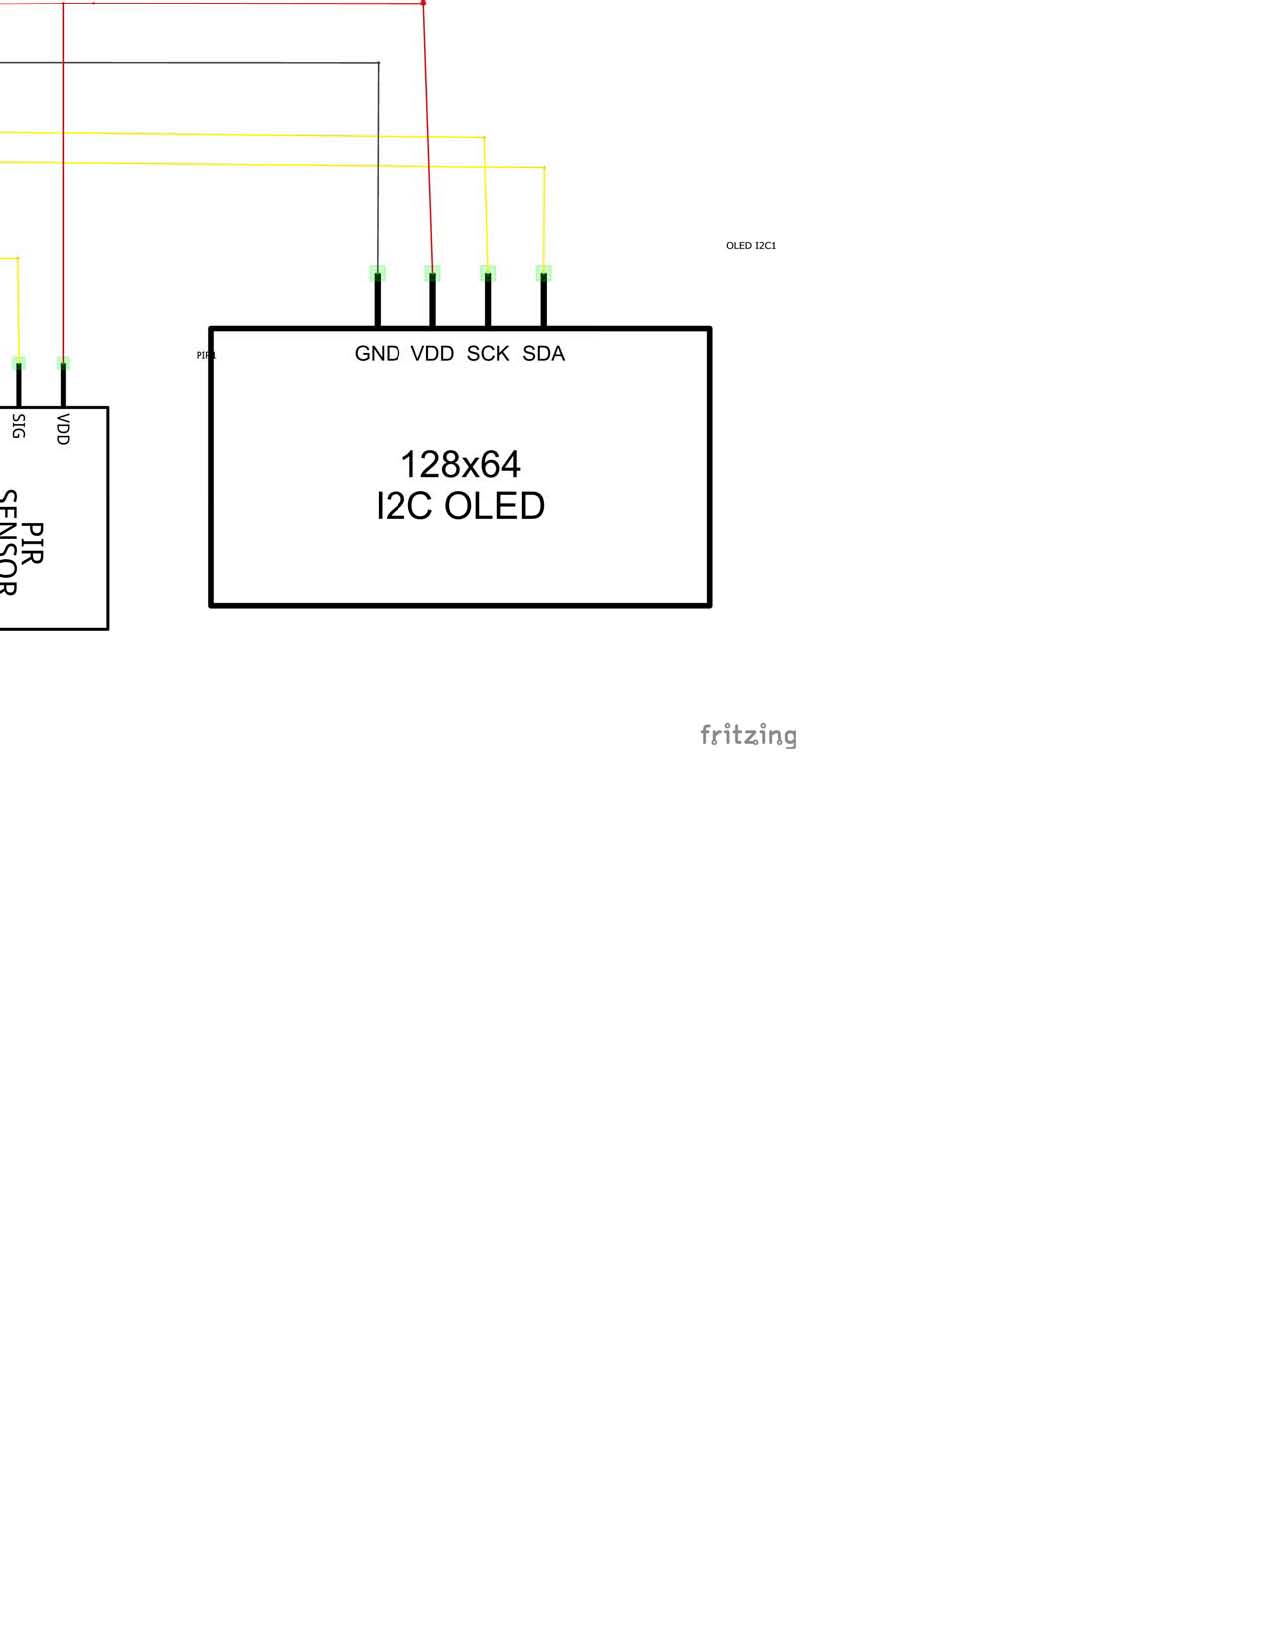 OLED I2C1
PIR1
GND VDD SCK SDA
128x64
I2C OLED
SIG
VDD
PIR
SENSOR
fritzing